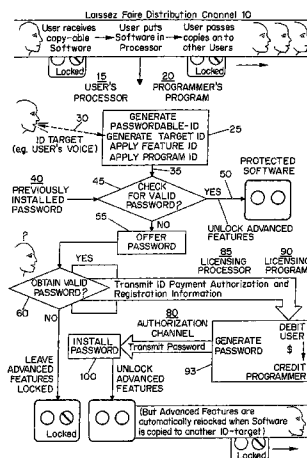 Laissez Faire Distribution Channel 10
User receives copy-able Software
User puts Software in Processor
User passes copies on to other Users
Locked
Locked
15
USER'S PROCESSOR
20
PROGRAMMER'S PROGRAM
30
ID TARGET
(e.g. USER'S VOICE)
GENERATE PASSWORDABLE-ID
GENERATE TARGET ID
APPLY FEATURE ID
APPLY PROGRAM ID
25
35
40
PREVIOUSLY INSTALLED PASSWORD
45
CHECK FOR VALID PASSWORD?
YES
50
PROTECTED SOFTWARE
UNLOCK ADVANCED FEATURES
NO
55
OFFER PASSWORD
?
YES
OBTAIN VALID PASSWORD?
60
NO
85
LICENSING PROCESSOR
90
LICENSING PROGRAM
Transmit ID Payment Authorization and Registration Information
80
AUTHORIZATION CHANNEL
Transmit Password
INSTALL PASSWORD
100
GENERATE PASSWORD
93
DEBIT USER
$
CREDIT PROGRAMMER
LEAVE ADVANCED FEATURES LOCKED
UNLOCK ADVANCED FEATURES
Locked
(But Advanced Features are automatically relocked when Software is copied to another ID-target)
Locked